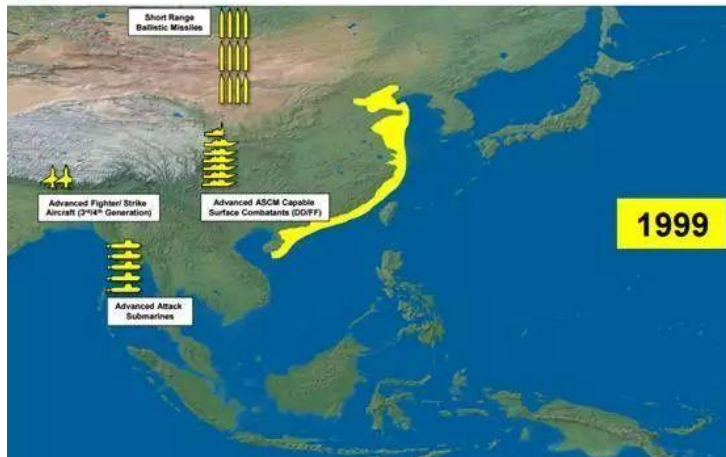 Short Range
Ballistic Missiles
Advanced Fighter/ Strike
Aircraft (3rd/4th Generation)
Advanced ASCM Capable
Surface Combatants (DD/FF)
1999
Advanced Attack
Submarines